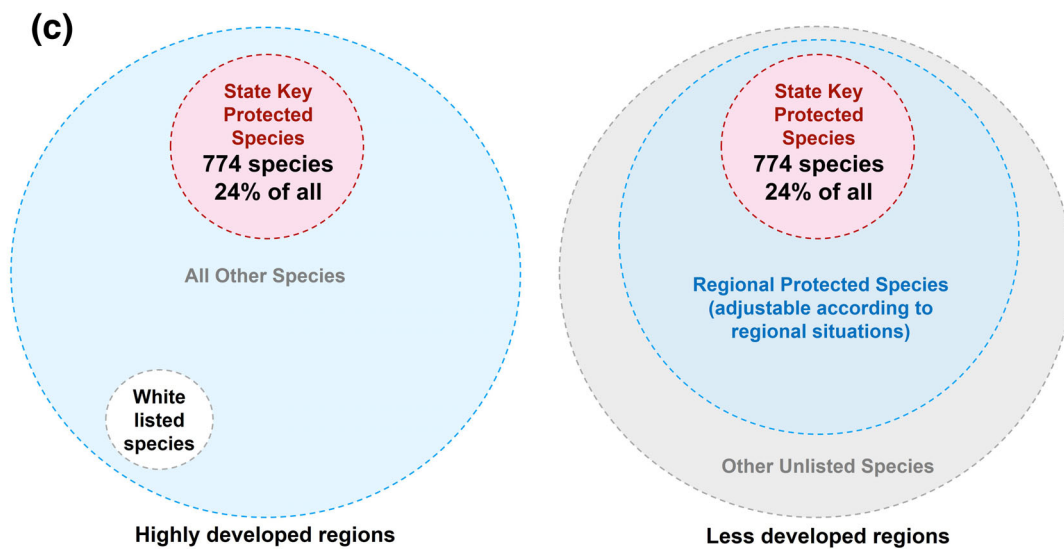 (c)
State Key
Protected
Species
774 species
24% of all
All Other Species
White
listed
species
Highly developed regions
State Key
Protected
Species
774 species
24% of all
Regional Protected Species
(adjustable according to
regional situations)
Other Unlisted Species
Less developed regions